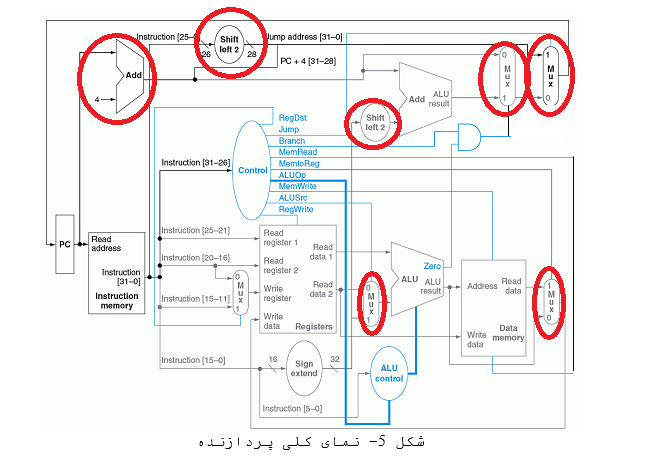 Instruction [25-0]
Shift
left 2
Jump address [31-0]
26
28
PC + 4 [31-28]
Add
4
Add
ALU
result
Shift
left 2
0
M
u
x
1
1
M
u
x
0
RegDst
Jump
Branch
MemRead
MemtoReg
ALUOp
MemWrite
ALUSrc
RegWrite
Control
Instruction [31-26]
PC
Read
address
Instruction
[31-0]
Instruction
memory
Instruction [25-21]
Instruction [20-16]
Instruction [15-11]
0
M
u
x
1
Read
register 1
Read
register 2
Write
register
Write
data
Read
data 1
Read
data 2
Registers
0
M
u
x
1
Zero
ALU
ALU
result
Address
Read
data
Write
data
Data
memory
1
M
u
x
0
Instruction [15-0]
16
Sign
extend
32
Instruction [5-0]
ALU
control
شکل 5- نمای کلی پردازنده